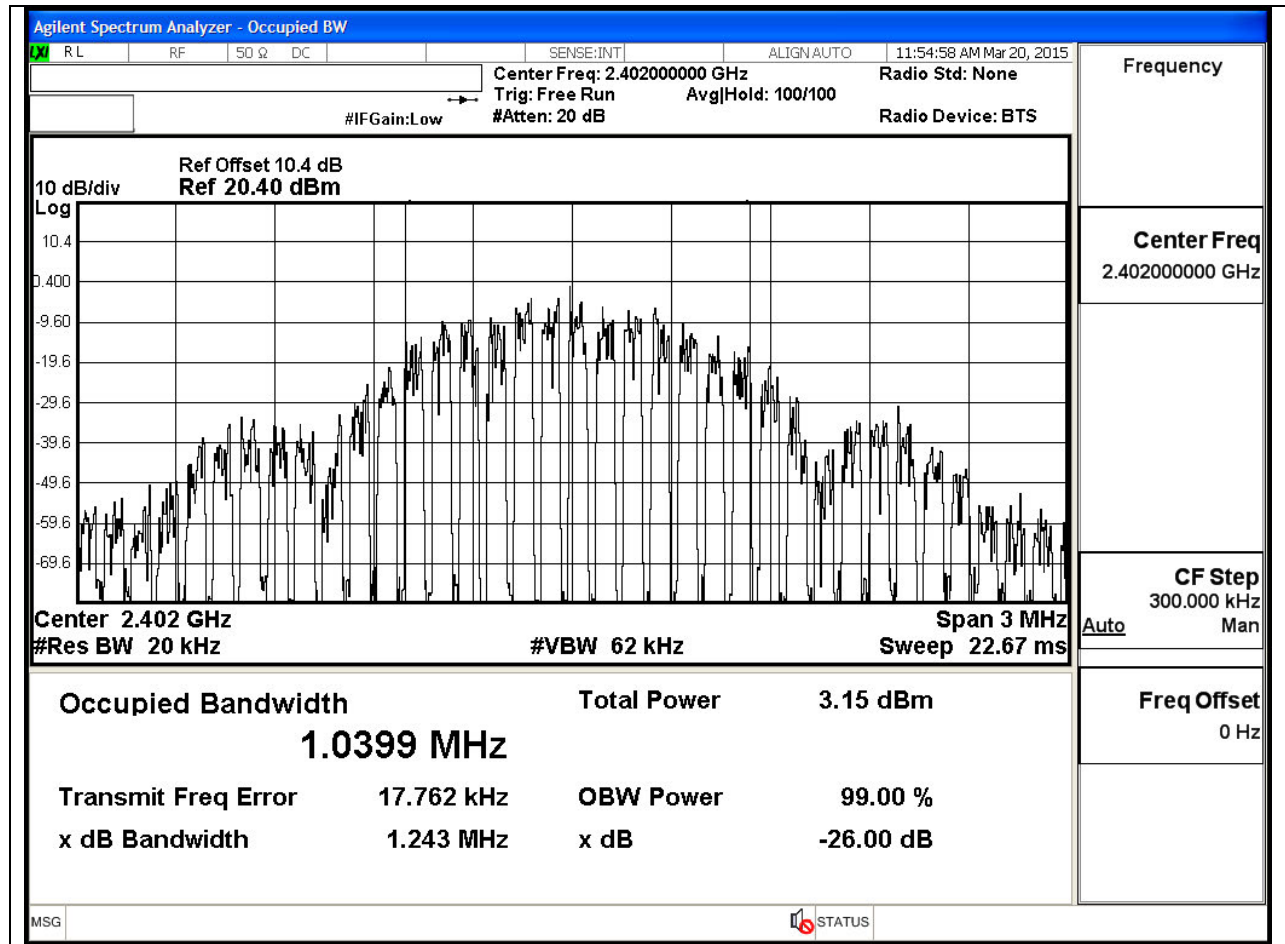 Agilent Spectrum Analyzer - Occupied BW
LXI RL RF 50 Ω DC SENSE:INT ALIGN AUTO 11:54:58 AM Mar 20, 2015
Center Freq: 2.402000000 GHz Radio Std: None
Trig: Free Run Avg|Hold: 100/100
#IFGain:Low #Atten: 20 dB Radio Device: BTS
Frequency
Ref Offset 10.4 dB
10 dB/div Ref 20.40 dBm
Log
10.4
0.400
-9.60
-19.6
-29.6
-39.6
-49.6
-59.6
-69.6
Center 2.402 GHz Span 3 MHz
#Res BW 20 kHz #VBW 62 kHz Sweep 22.67 ms
Center Freq
2.402000000 GHz
CF Step
300.000 kHz
Auto Man
Freq Offset
0 Hz
Occupied Bandwidth Total Power 3.15 dBm
1.0399 MHz
Transmit Freq Error 17.762 kHz OBW Power 99.00 %
x dB Bandwidth 1.243 MHz x dB -26.00 dB
MSG STATUS